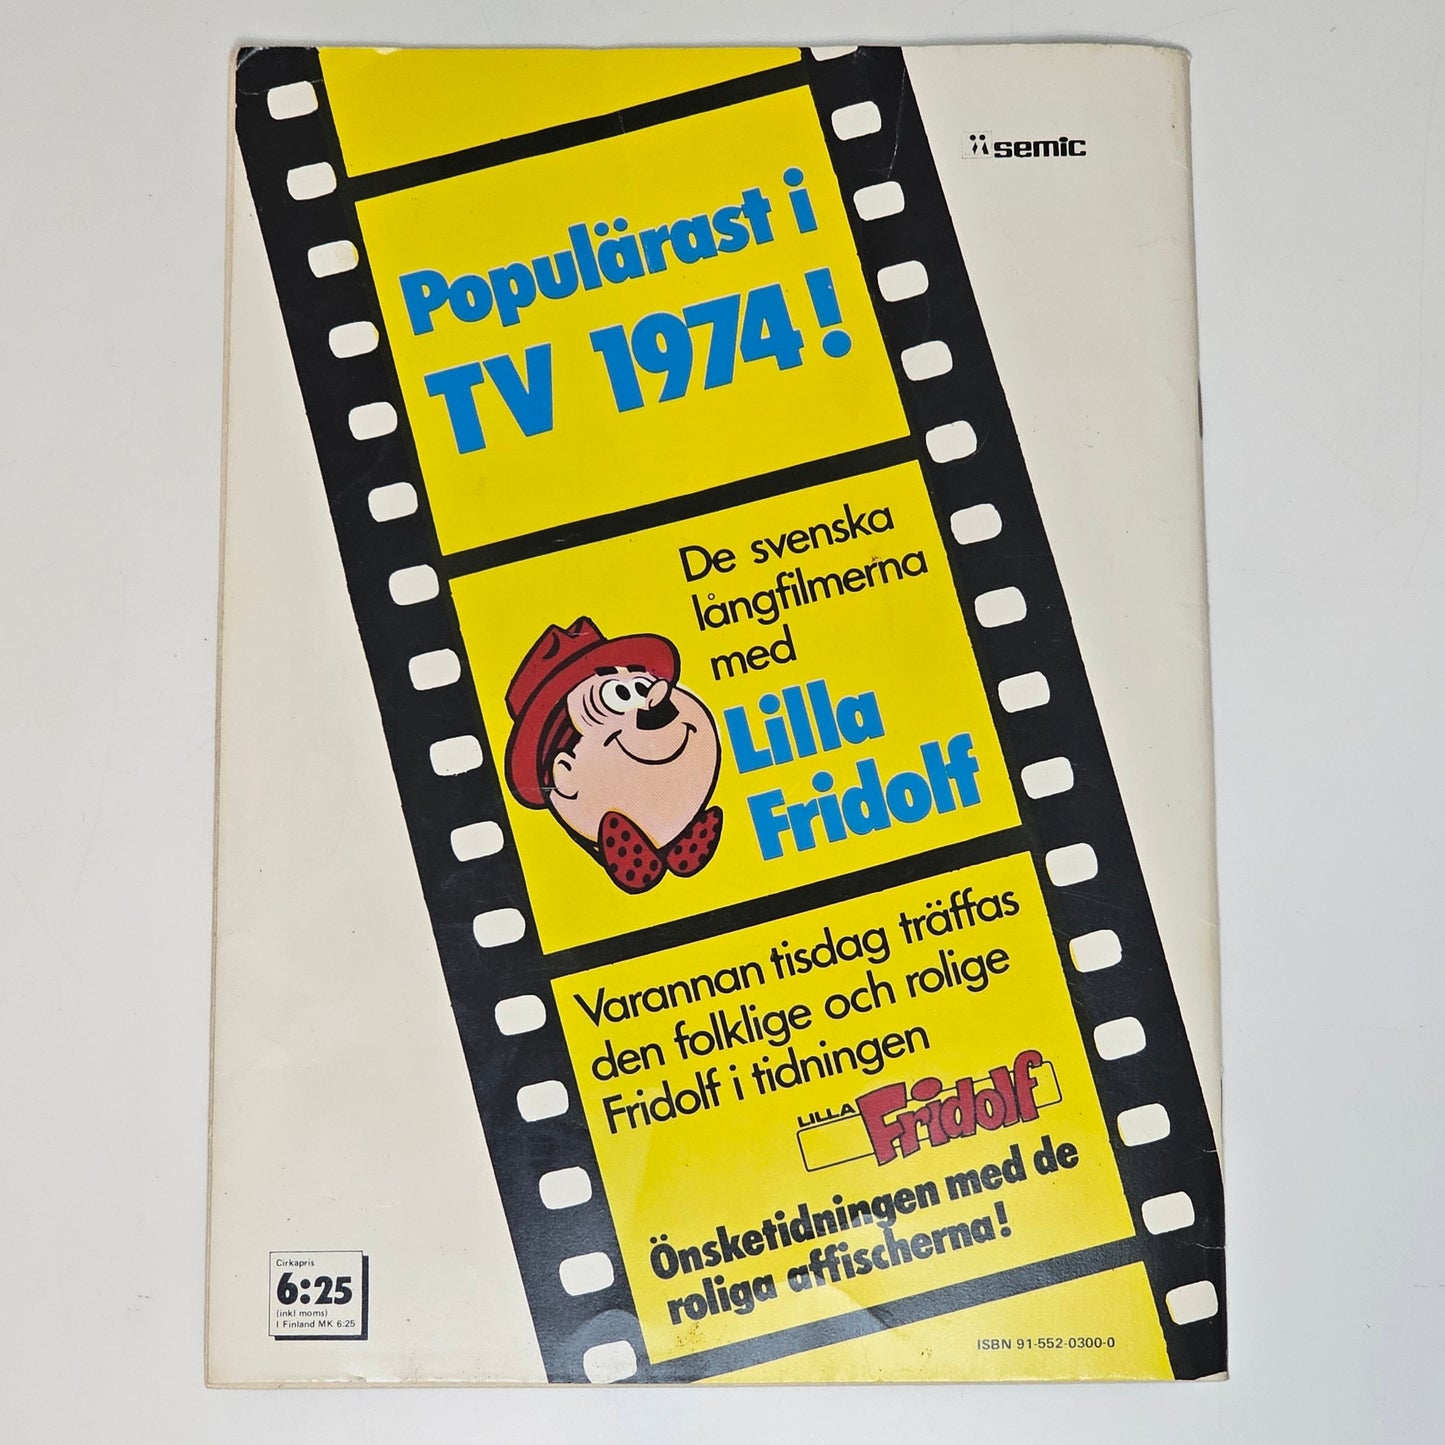 semic
Populärast i
TV 1974!
De svenska
långfilmerna
med
Lilla
Fridolf
Varannan tisdag träffas
den folklige och rolige
Fridolf i tidningen
LILLA Fridolf
Önsketidningen med de
roliga affischerna!
Cirkapris
6:25
(inkl moms)
I Finland MK 6:25
ISBN 91-552-0300-0